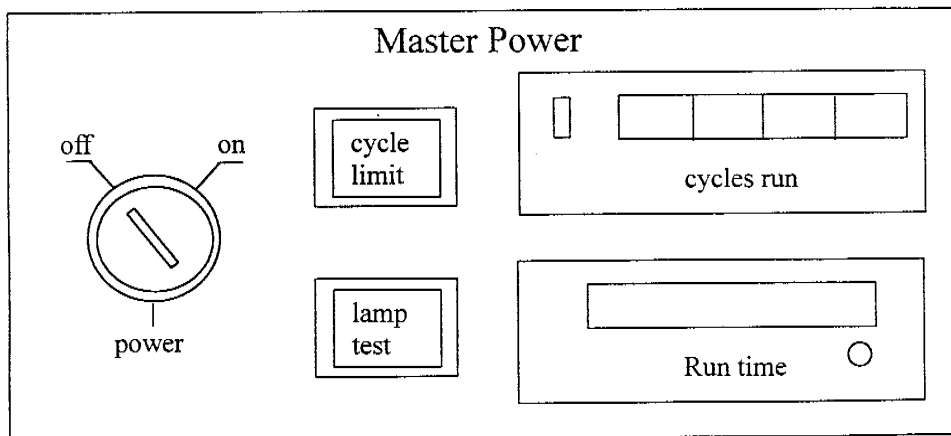 Master Power
off
on
power
cycle
limit
lamp
test
cycles run
Run time